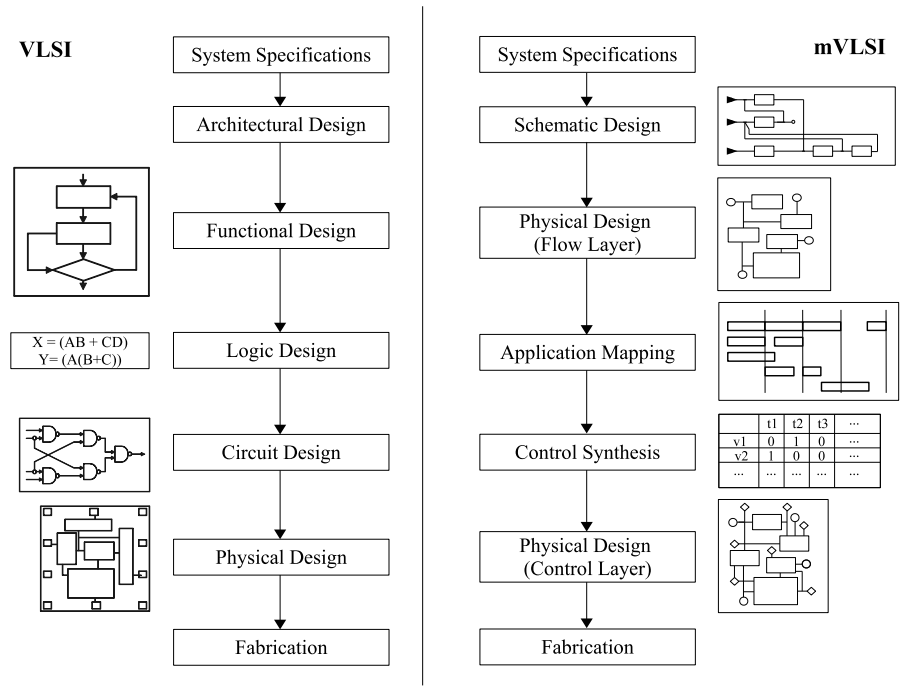 VLSI
System Specifications
Architectural Design
Functional Design
X = (AB + CD)
Y= (A(B+C))
Logic Design
Circuit Design
Physical Design
Fabrication
mVLSI
System Specifications
Schematic Design
Physical Design
(Flow Layer)
Application Mapping
Control Synthesis
t1 t2 t3 ...
v1 0 1 0 ...
v2 1 0 0 ...
... ... ... ... ...
Physical Design
(Control Layer)
Fabrication